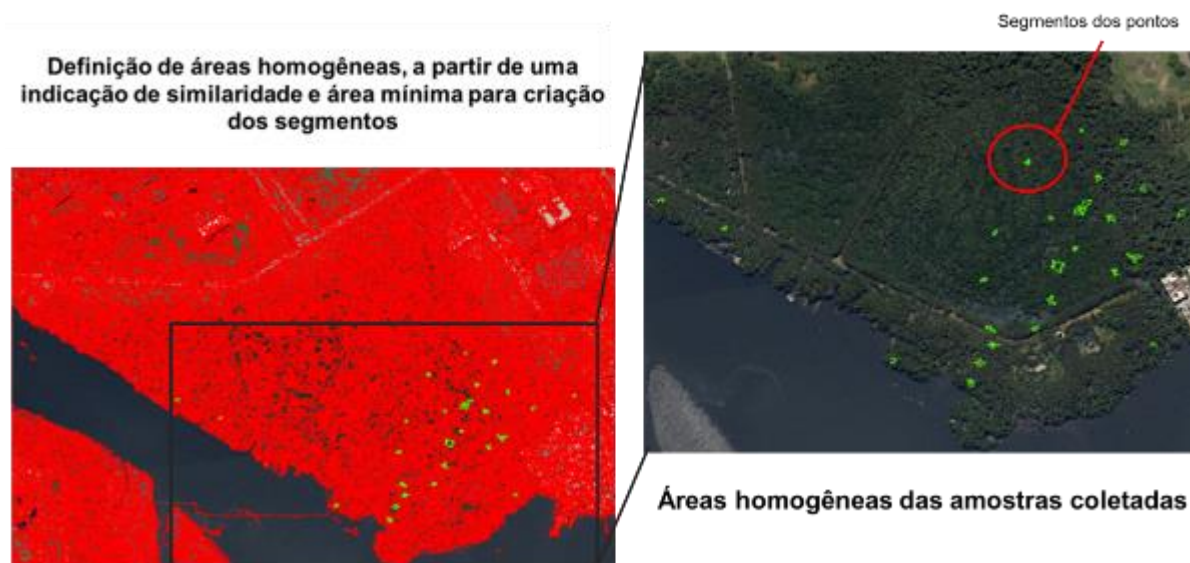 Segmentos dos pontos
Definição de áreas homogêneas, a partir de uma
indicação de similaridade e área mínima para criação
dos segmentos
Áreas homogêneas das amostras coletadas